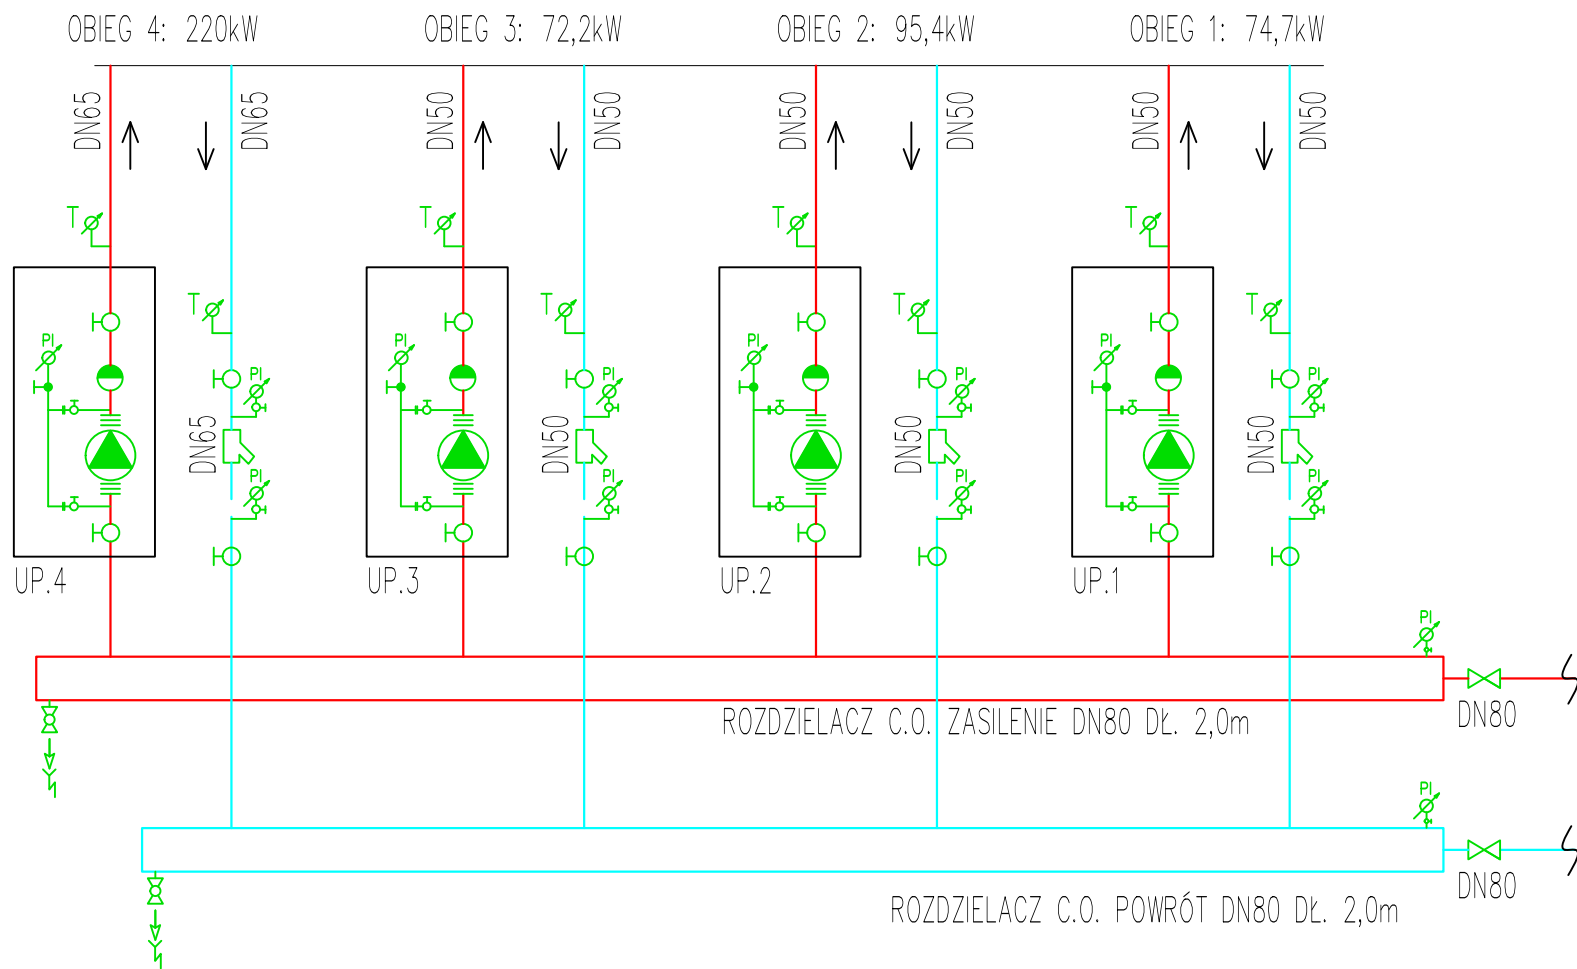 OBIEG 4: 220kW
OBIEG 3: 72,2kW
OBIEG 2: 95,4kW
OBIEG 1: 74,7kW
DN65
DN65
DN50
DN50
DN50
DN50
DN50
DN50
T
T
T
T
T
T
T
T
PI
PI
PI
PI
PI
PI
PI
PI
DN65
DN50
DN50
DN50
PI
PI
PI
PI
UP.4
UP.3
UP.2
UP.1
PI
ROZDZIELACZ C.O. ZASILENIE DN80 DŁ. 2,0m
DN80
PI
DN80
ROZDZIELACZ C.O. POWRÓT DN80 DŁ. 2,0m